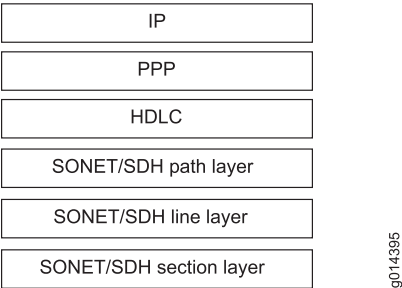 IP
PPP
HDLC
SONET/SDH path layer
SONET/SDH line layer
SONET/SDH section layer
g014395